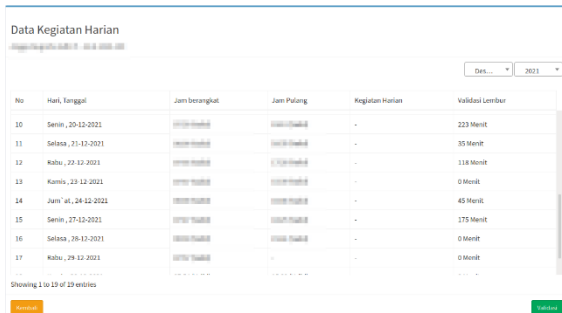 Data Kegiatan Harian
Des... 2021
No Hari, Tanggal Jam berangkat Jam Pulang Kegiatan Harian Validasi Lembur
10 Senin , 20-12-2021 - 223 Menit
11 Selasa , 21-12-2021 - 35 Menit
12 Rabu , 22-12-2021 - 118 Menit
13 Kamis , 23-12-2021 - 0 Menit
14 Jum`at , 24-12-2021 - 45 Menit
15 Senin , 27-12-2021 - 175 Menit
16 Selasa , 28-12-2021 - 0 Menit
17 Rabu , 29-12-2021 - - 0 Menit
Showing 1 to 19 of 19 entries
Kembali Validasi